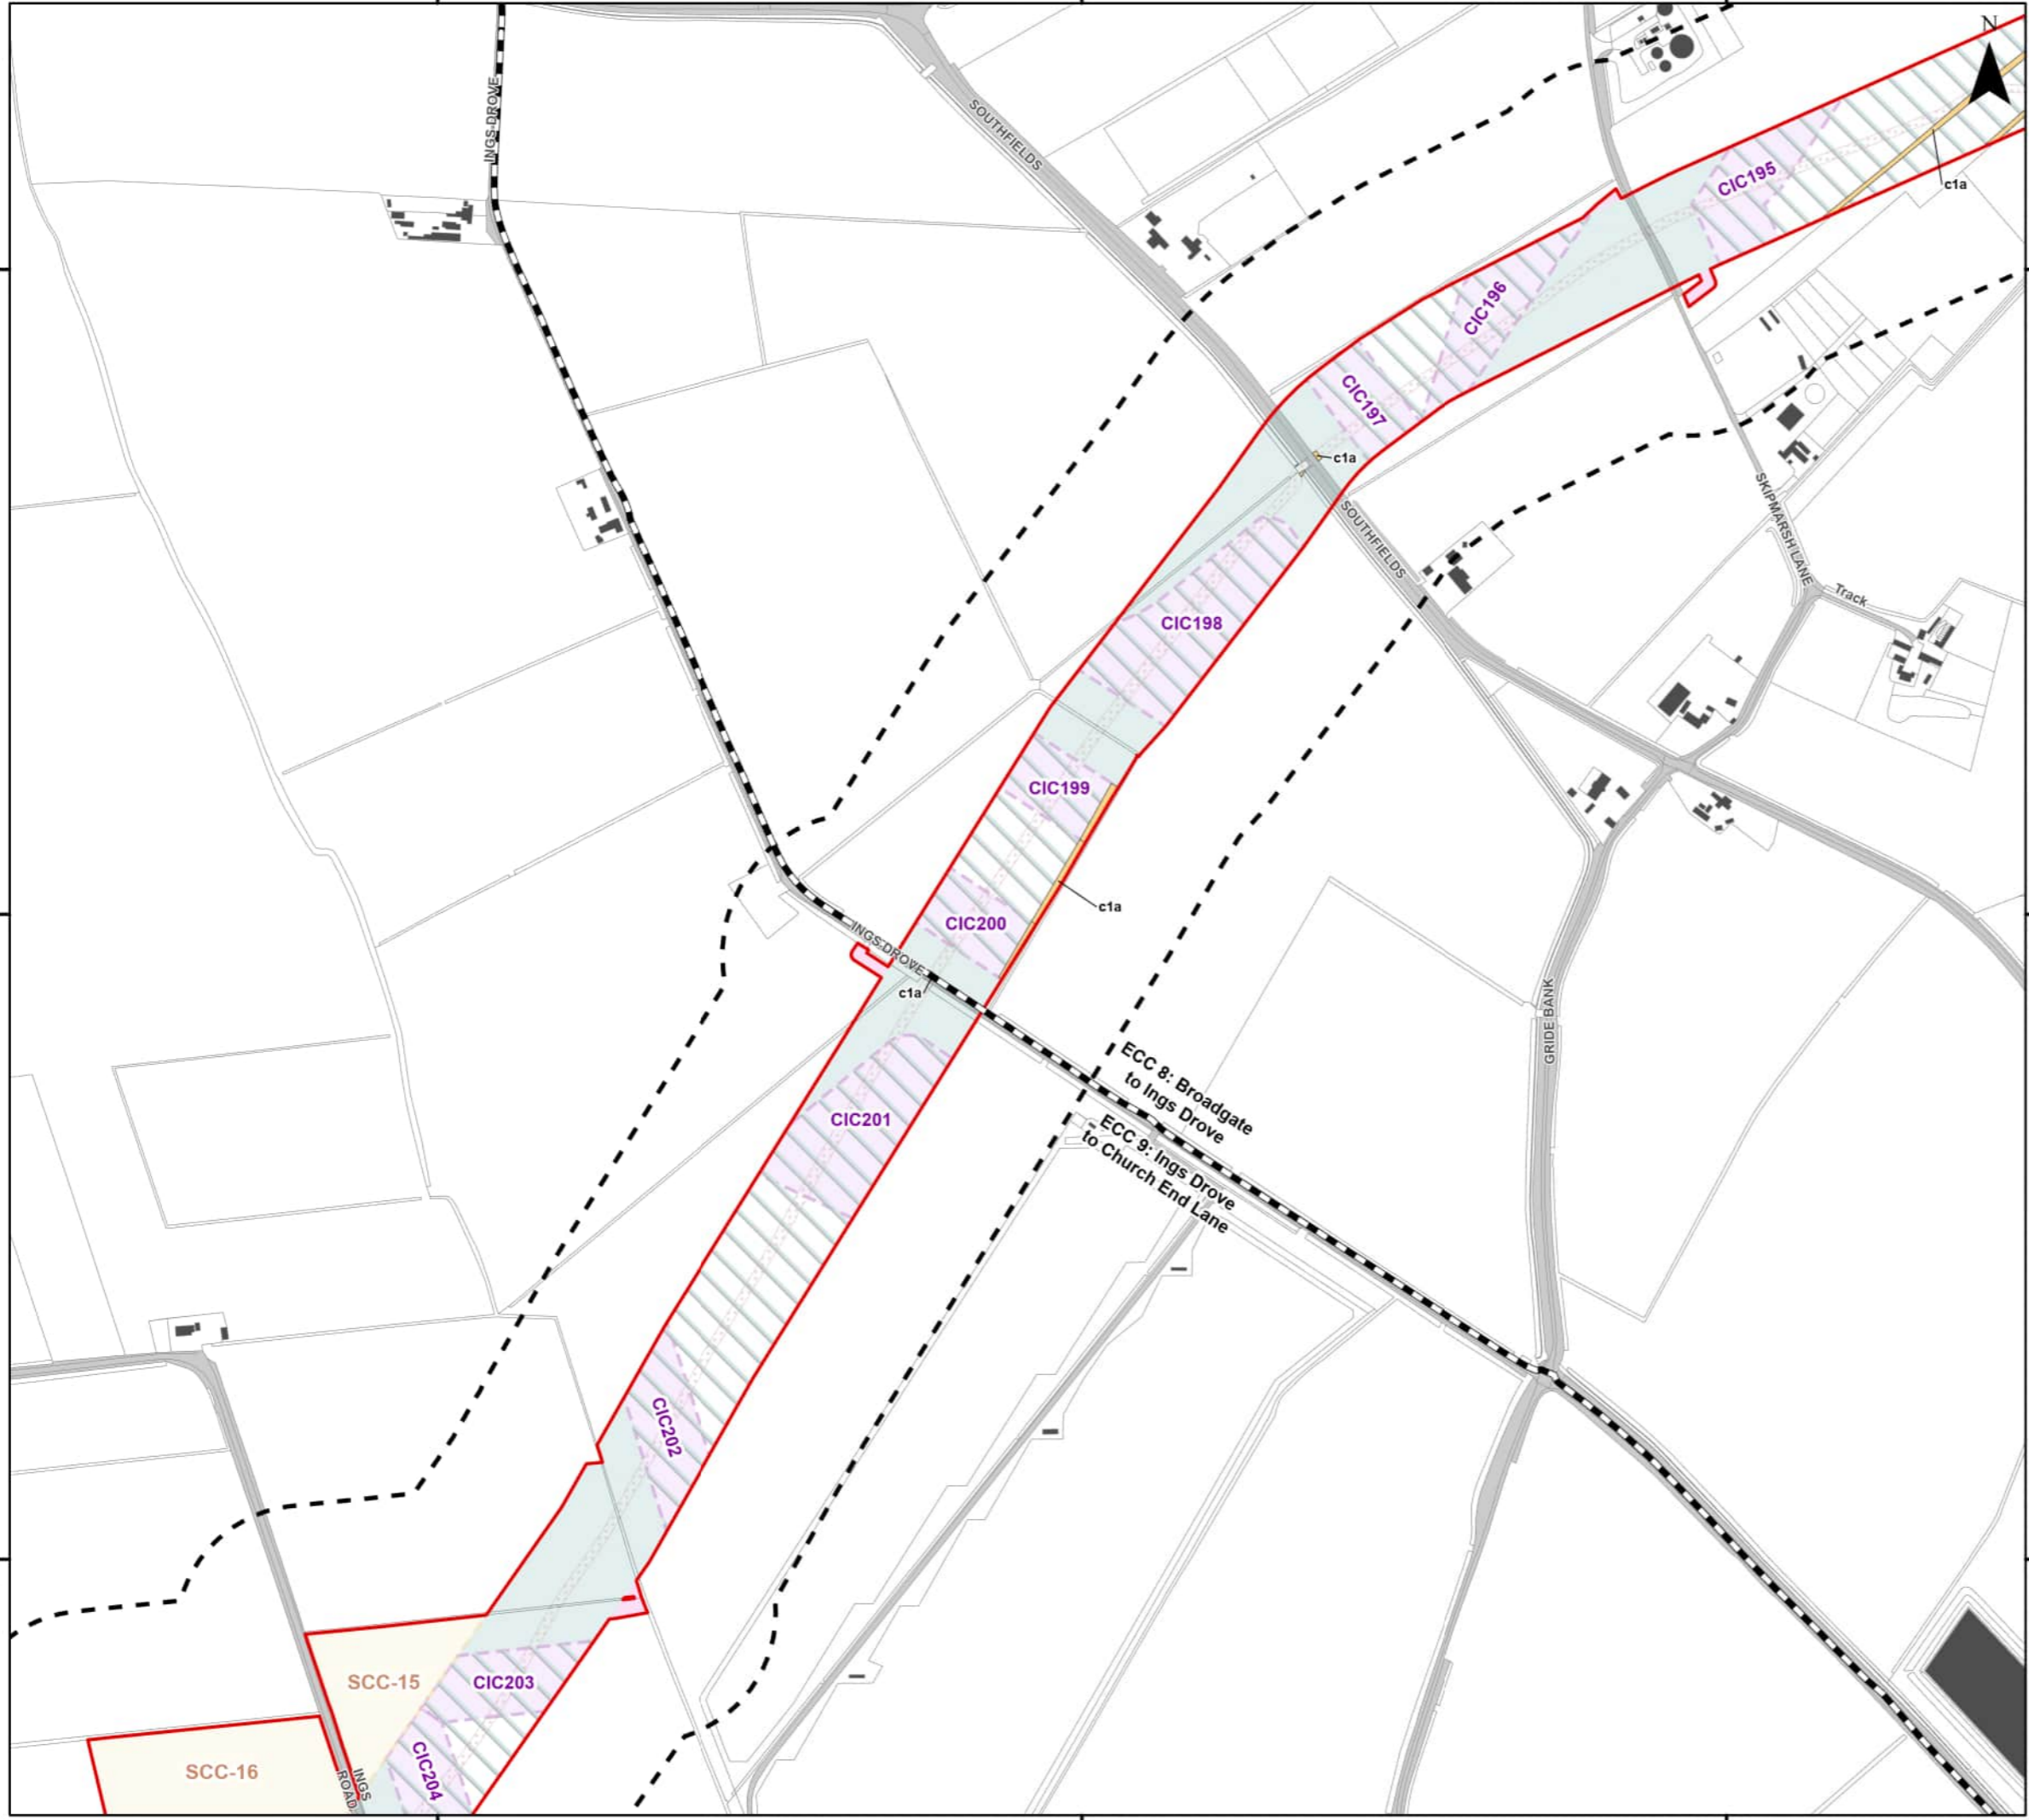 N
INGS DROVE
SOUTHFIELDS
CIC195
c1a
CIC196
CIC197
c1a
SOUTHFIELDS
SKIPMARSH LANE
Track
CIC198
CIC199
c1a
CIC200
INGS DROVE
c1a
GRIDE BANK
ECC 8: Broadgate
to Ings Drove
ECC 9: Ings Drove
to Church End Lane
CIC201
CIC202
SCC-15
CIC203
SCC-16
CIC204
INGS
ROAD